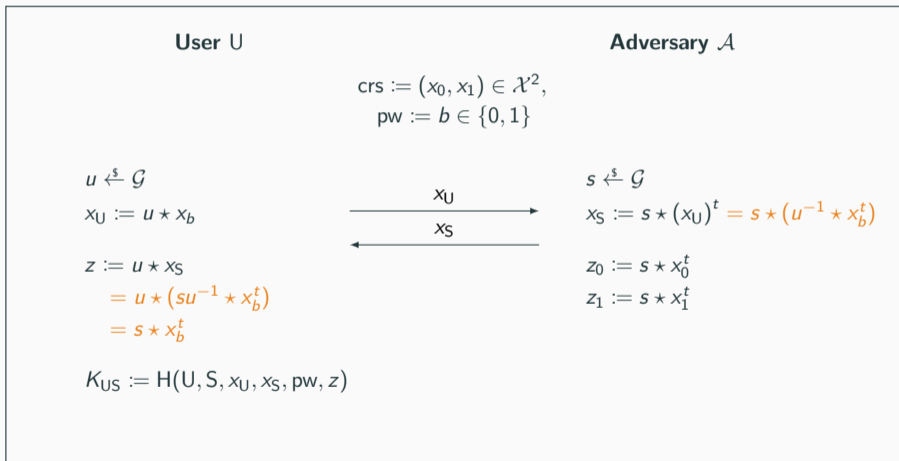 User U
Adversary 𝒜
crs := (x₀, x₁) ∈ 𝒳²,
pw := b ∈ {0, 1}
u ←$ 𝒢
s ←$ 𝒢
x_U
x_U := u ⋆ x_b
x_S := s ⋆ (x_U)^t = s ⋆ (u⁻¹ ⋆ x_b^t)
x_S
z := u ⋆ x_S
z₀ := s ⋆ x₀^t
= u ⋆ (su⁻¹ ⋆ x_b^t)
z₁ := s ⋆ x₁^t
= s ⋆ x_b^t
K_US := H(U, S, x_U, x_S, pw, z)